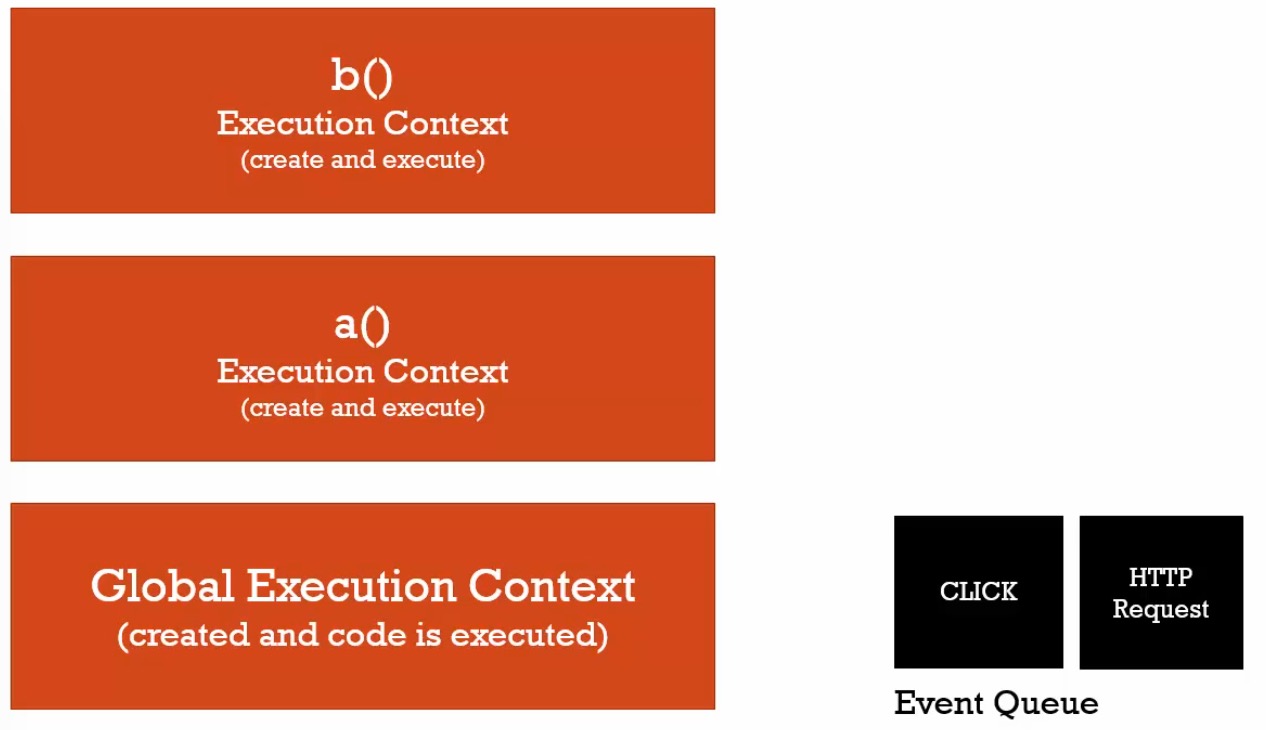 b()
Execution Context
(create and execute)
a()
Execution Context
(create and execute)
Global Execution Context
(created and code is executed)
CLICK
HTTP
Request
Event Queue